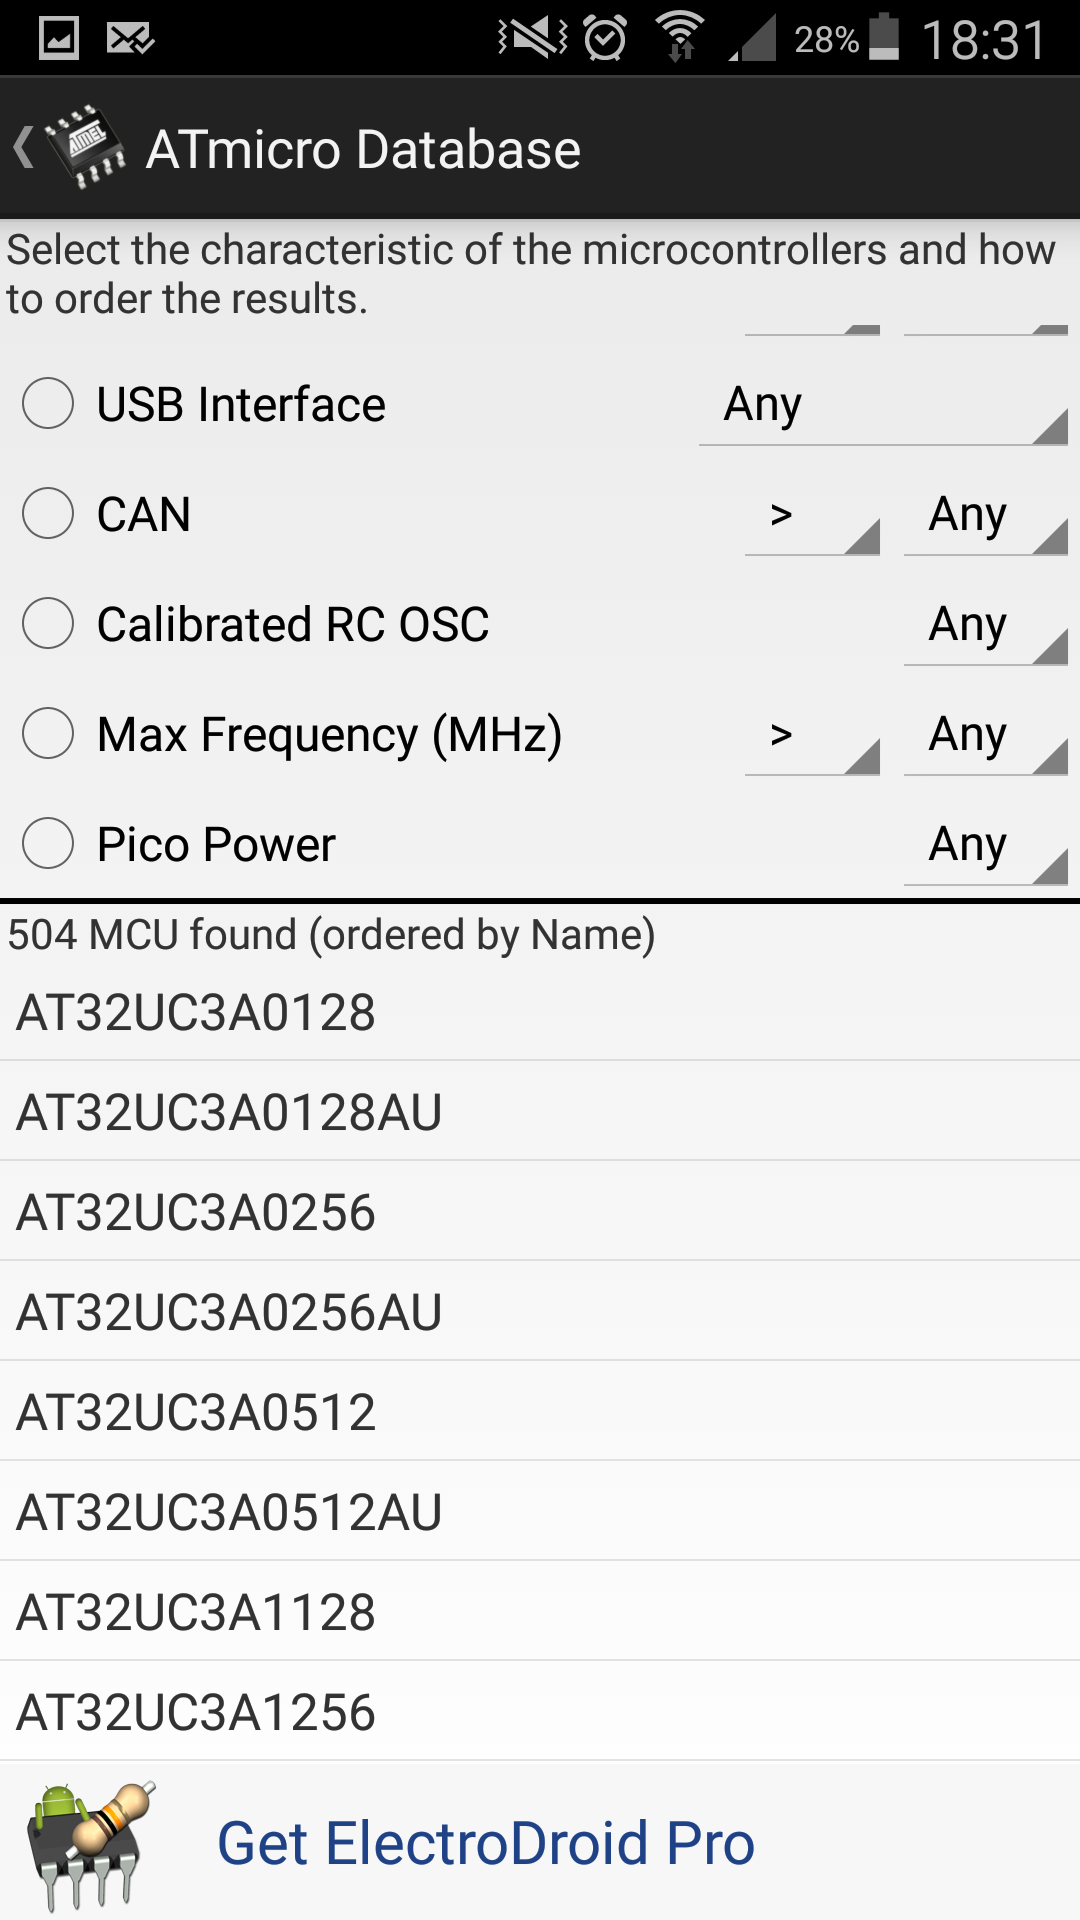 28% 18:31
ATMEL
ATmicro Database
Select the characteristic of the microcontrollers and how
to order the results.
USB Interface Any
CAN > Any
Calibrated RC OSC Any
Max Frequency (MHz) > Any
Pico Power Any
504 MCU found (ordered by Name)
AT32UC3A0128
AT32UC3A0128AU
AT32UC3A0256
AT32UC3A0256AU
AT32UC3A0512
AT32UC3A0512AU
AT32UC3A1128
AT32UC3A1256
Get ElectroDroid Pro